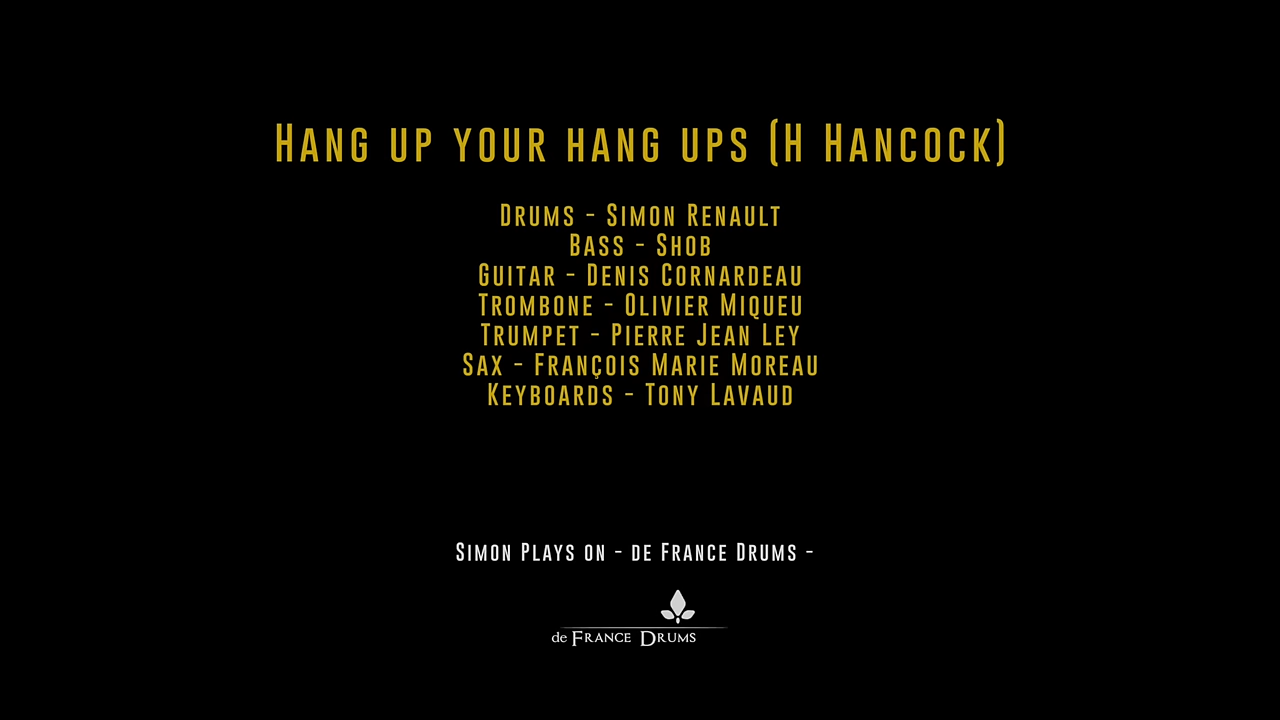 Hang up your hang ups (H Hancock)
Drums - Simon Renault
Bass - Shob
Guitar - Denis Cornardeau
Trombone - Olivier Miqueu
Trumpet - Pierre Jean Ley
Sax - François Marie Moreau
Keyboards - Tony Lavaud
Simon Plays on - de France Drums -
de France Drums